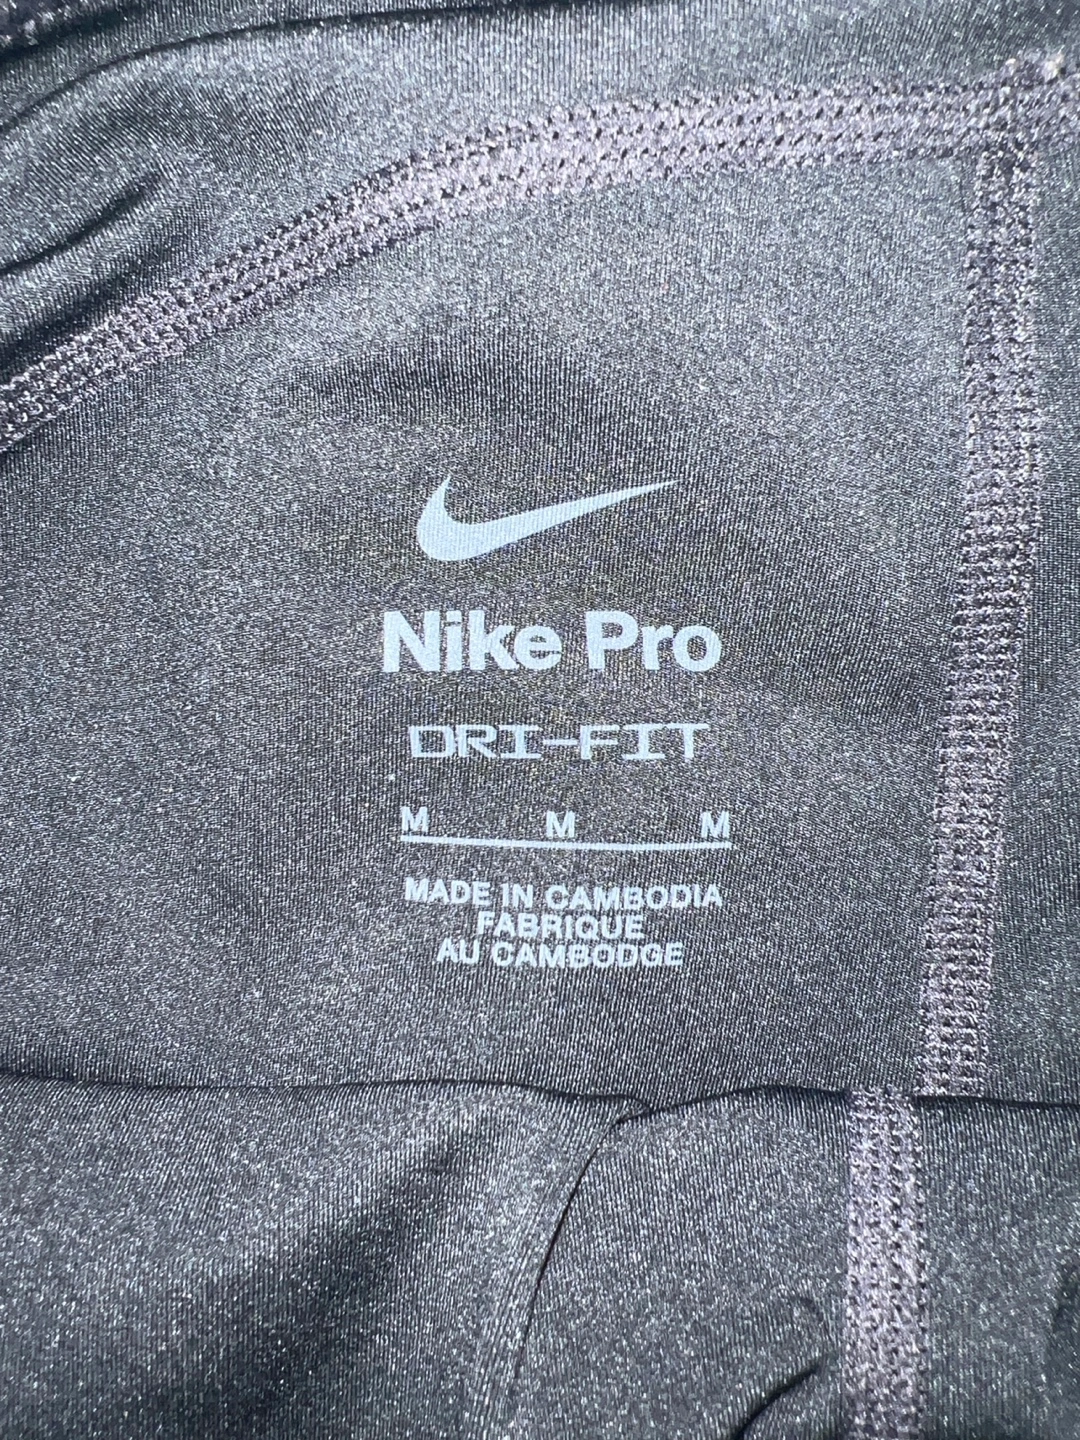 Nike Pro
DRI-FIT
M M M
MADE IN CAMBODIA
FABRIQUE
AU CAMBODGE